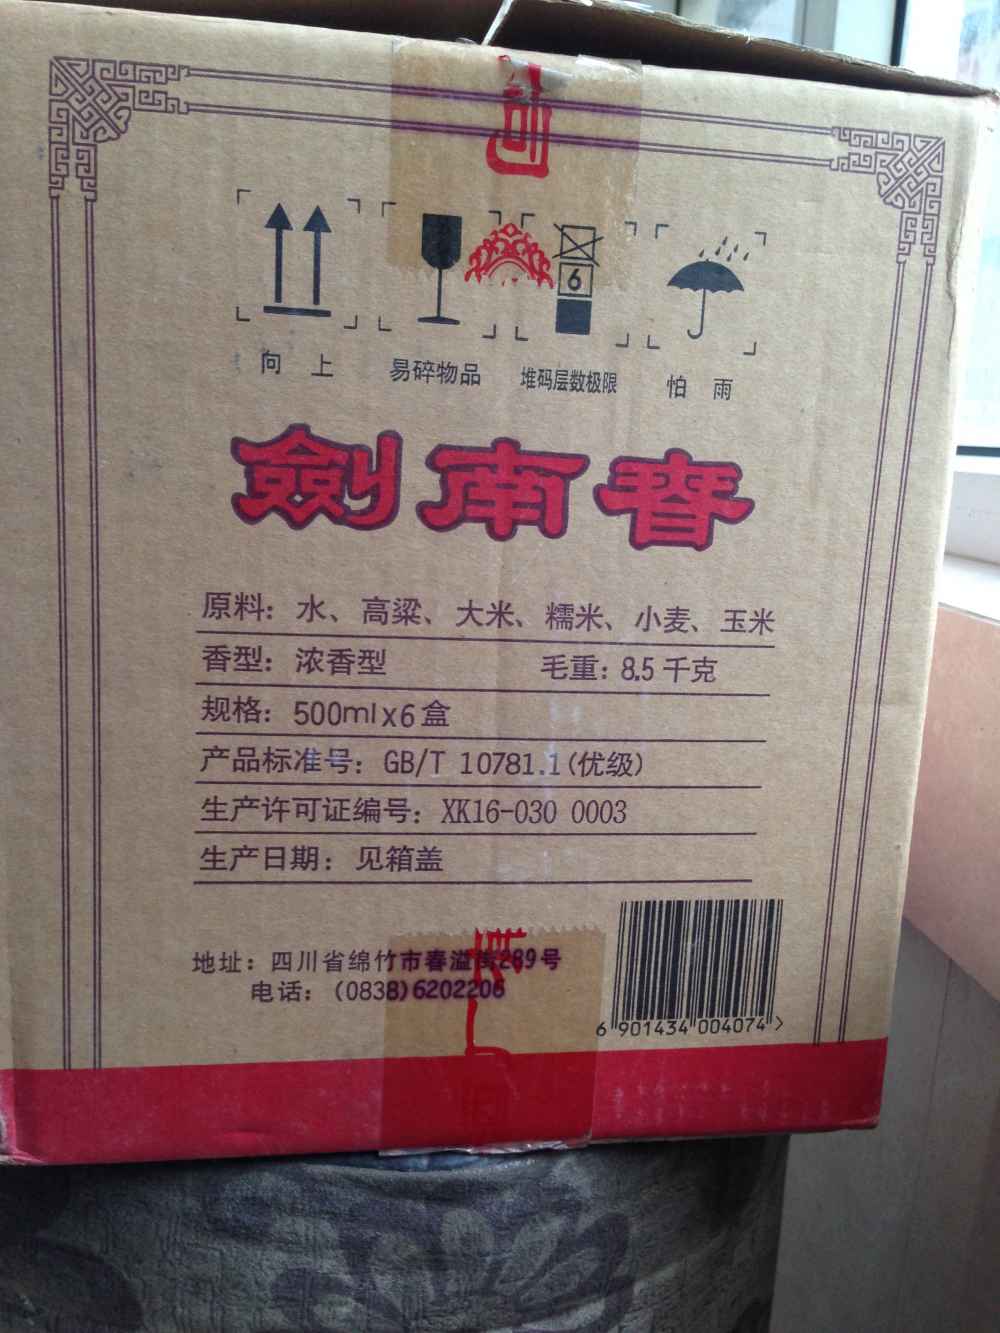 6
向上 易碎物品 堆码层数极限 怕雨
劍南春
原料：水、高粱、大米、糯米、小麦、玉米
香型：浓香型 毛重：8.5千克
规格：500ml×6盒
产品标准号：GB/T 10781.1(优级)
生产许可证编号：XK16-030 0003
生产日期：见箱盖
地址：四川省绵竹市春溢街289号
电话：(0838)6202206
6 901434 004074 >